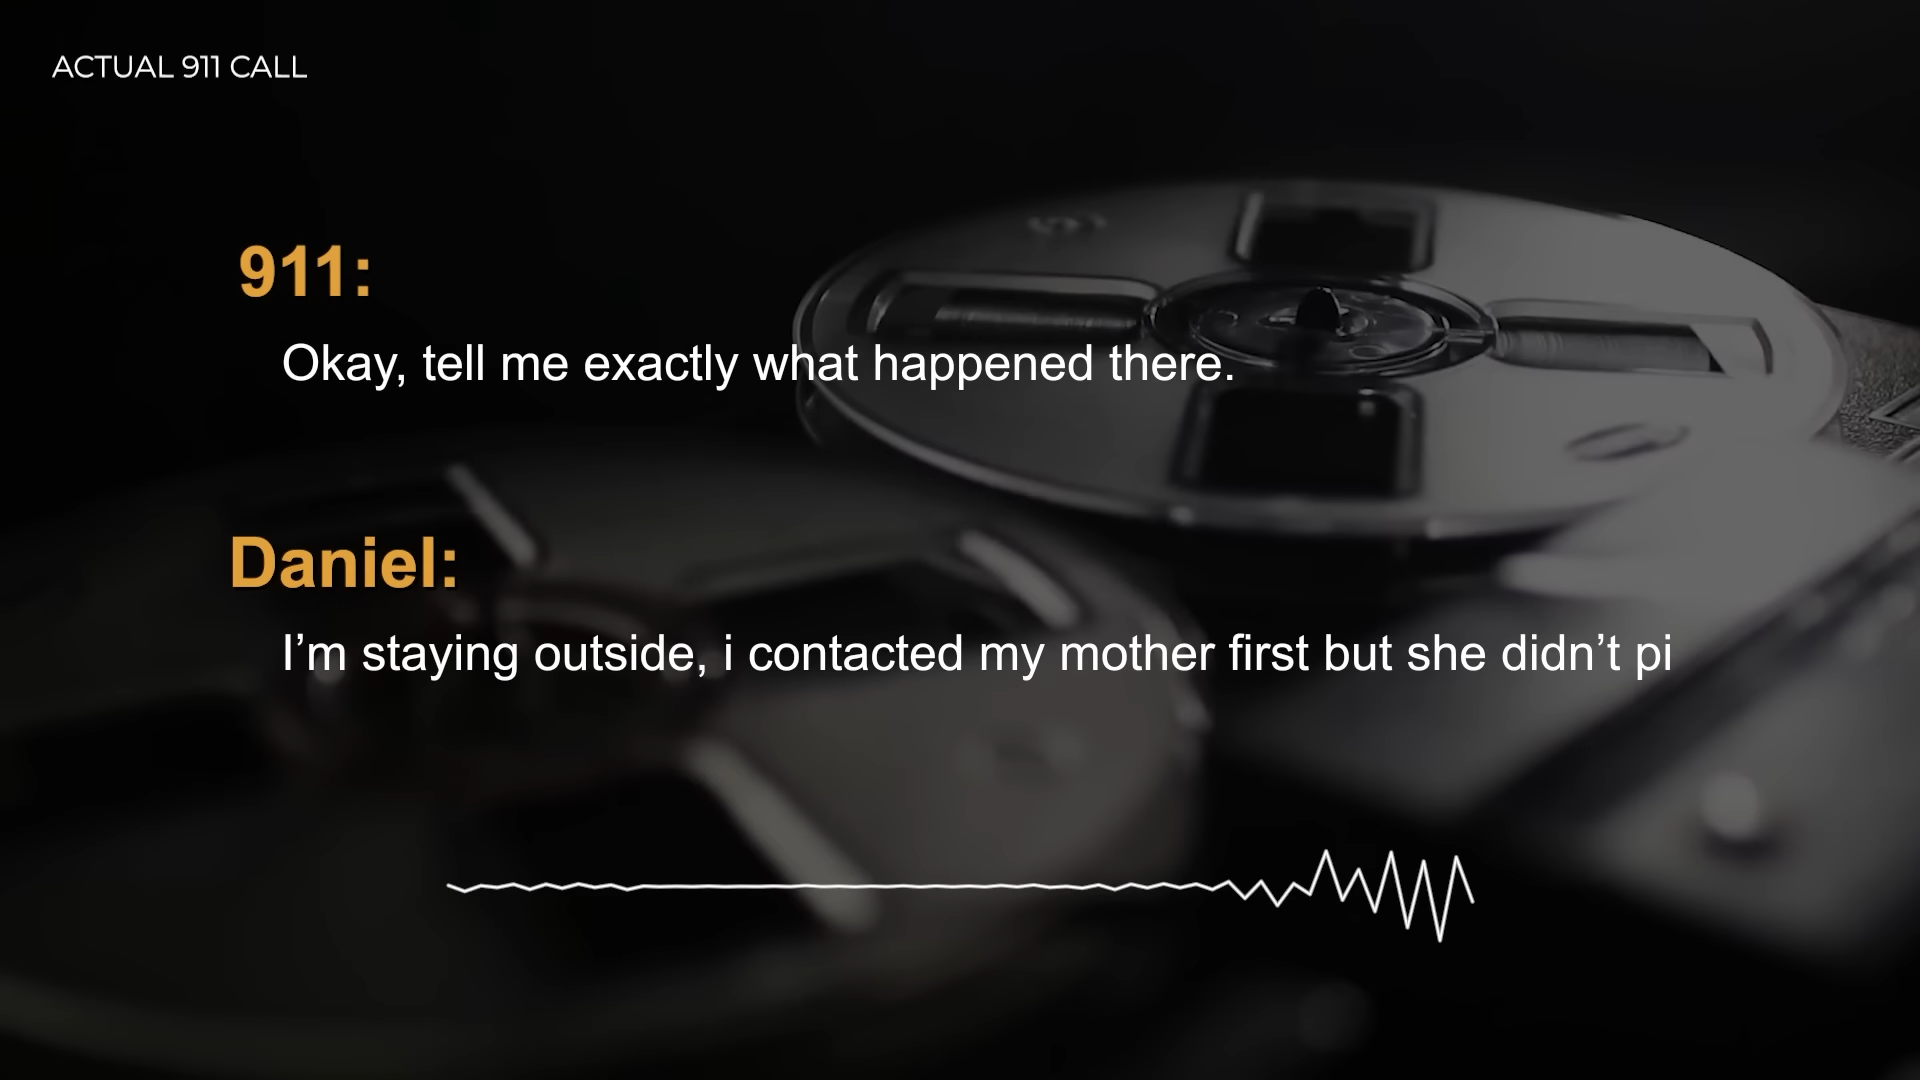 ACTUAL 911 CALL
911:
Okay, tell me exactly what happened there.
Daniel:
I’m staying outside, i contacted my mother first but she didn’t pi